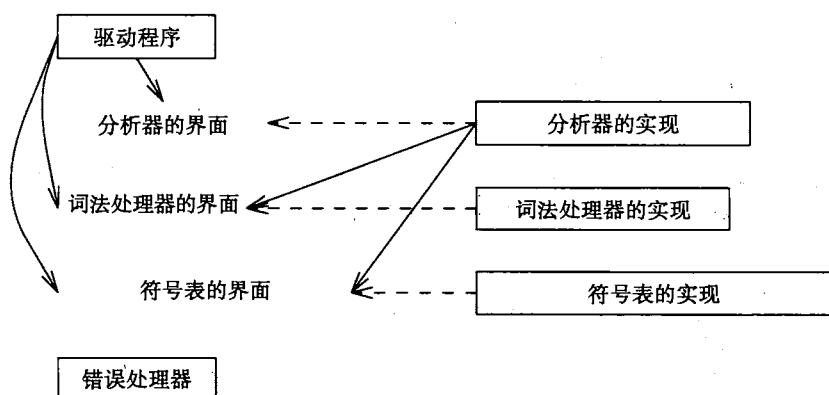 驱动程序
分析器的界面
分析器的实现
词法处理器的界面
词法处理器的实现
符号表的界面
符号表的实现
错误处理器